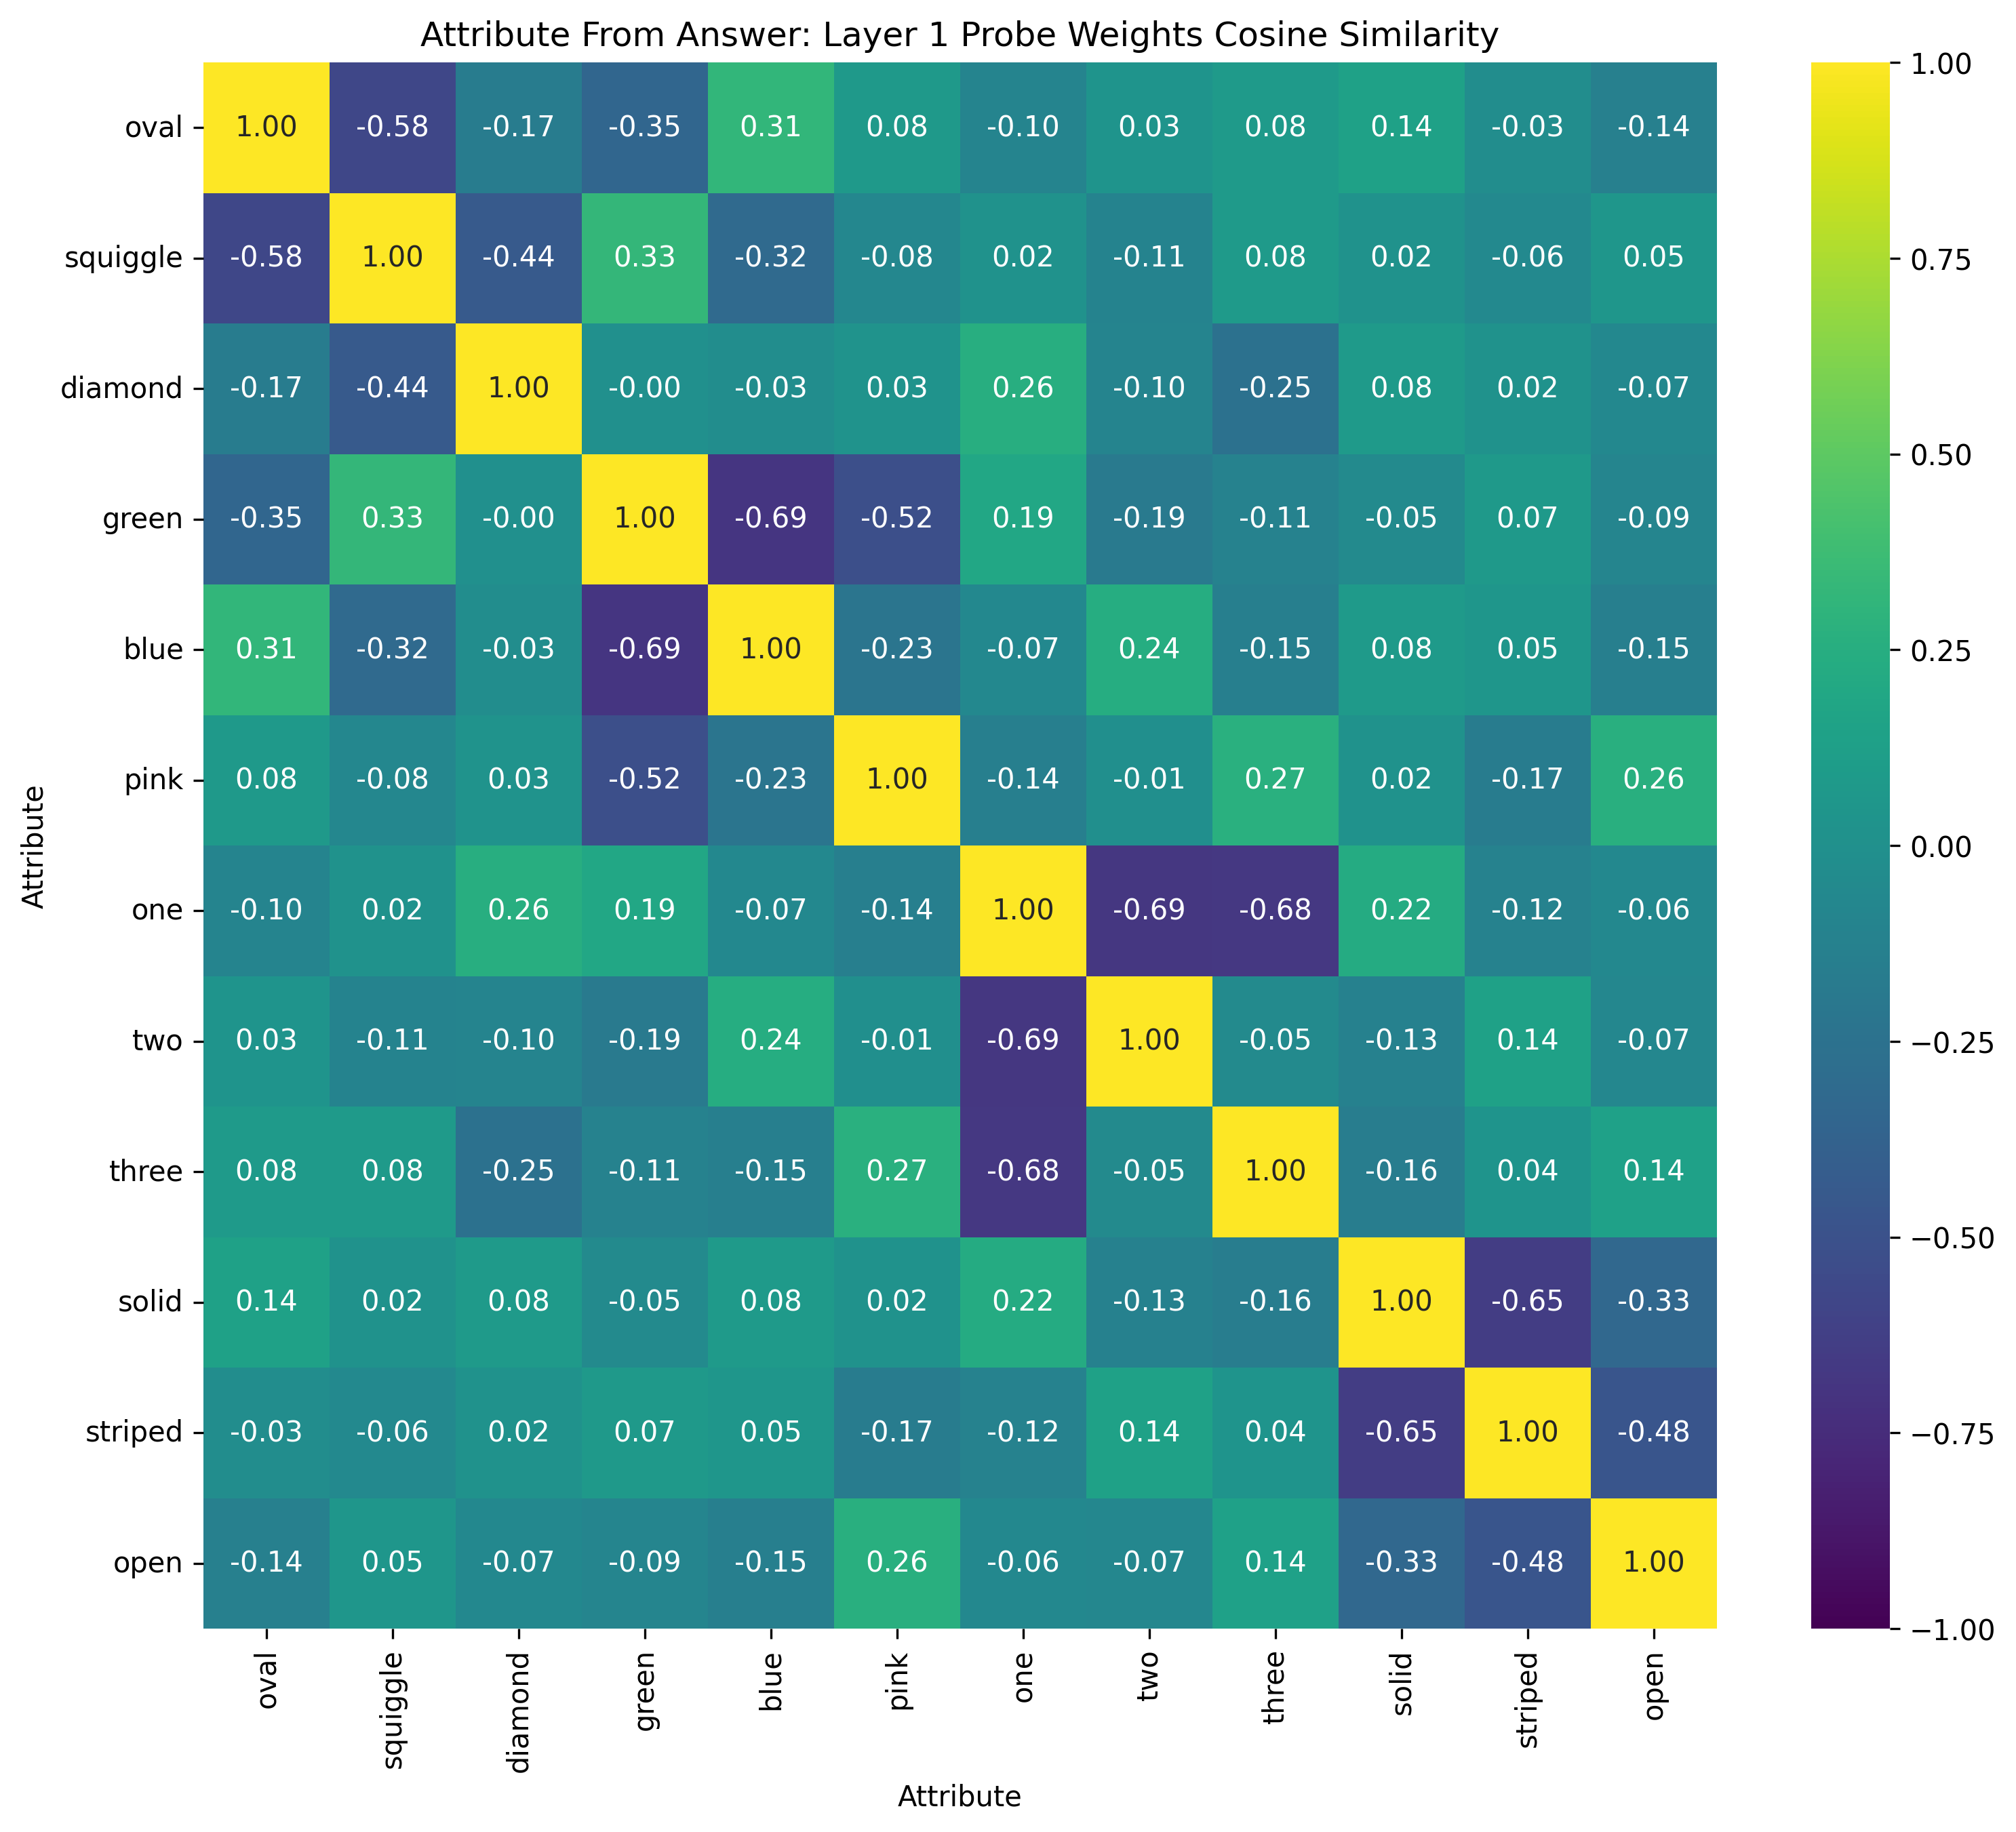 Attribute From Answer: Layer 1 Probe Weights Cosine Similarity
oval 1.00 -0.58 -0.17 -0.35 0.31 0.08 -0.10 0.03 0.08 0.14 -0.03 -0.14
squiggle -0.58 1.00 -0.44 0.33 -0.32 -0.08 0.02 -0.11 0.08 0.02 -0.06 0.05
diamond -0.17 -0.44 1.00 -0.00 -0.03 0.03 0.26 -0.10 -0.25 0.08 0.02 -0.07
green -0.35 0.33 -0.00 1.00 -0.69 -0.52 0.19 -0.19 -0.11 -0.05 0.07 -0.09
blue 0.31 -0.32 -0.03 -0.69 1.00 -0.23 -0.07 0.24 -0.15 0.08 0.05 -0.15
pink 0.08 -0.08 0.03 -0.52 -0.23 1.00 -0.14 -0.01 0.27 0.02 -0.17 0.26
one -0.10 0.02 0.26 0.19 -0.07 -0.14 1.00 -0.69 -0.68 0.22 -0.12 -0.06
two 0.03 -0.11 -0.10 -0.19 0.24 -0.01 -0.69 1.00 -0.05 -0.13 0.14 -0.07
three 0.08 0.08 -0.25 -0.11 -0.15 0.27 -0.68 -0.05 1.00 -0.16 0.04 0.14
solid 0.14 0.02 0.08 -0.05 0.08 0.02 0.22 -0.13 -0.16 1.00 -0.65 -0.33
striped -0.03 -0.06 0.02 0.07 0.05 -0.17 -0.12 0.14 0.04 -0.65 1.00 -0.48
open -0.14 0.05 -0.07 -0.09 -0.15 0.26 -0.06 -0.07 0.14 -0.33 -0.48 1.00
oval squiggle diamond green blue pink one two three solid striped open
Attribute
Attribute
1.00
0.75
0.50
0.25
0.00
−0.25
−0.50
−0.75
−1.00